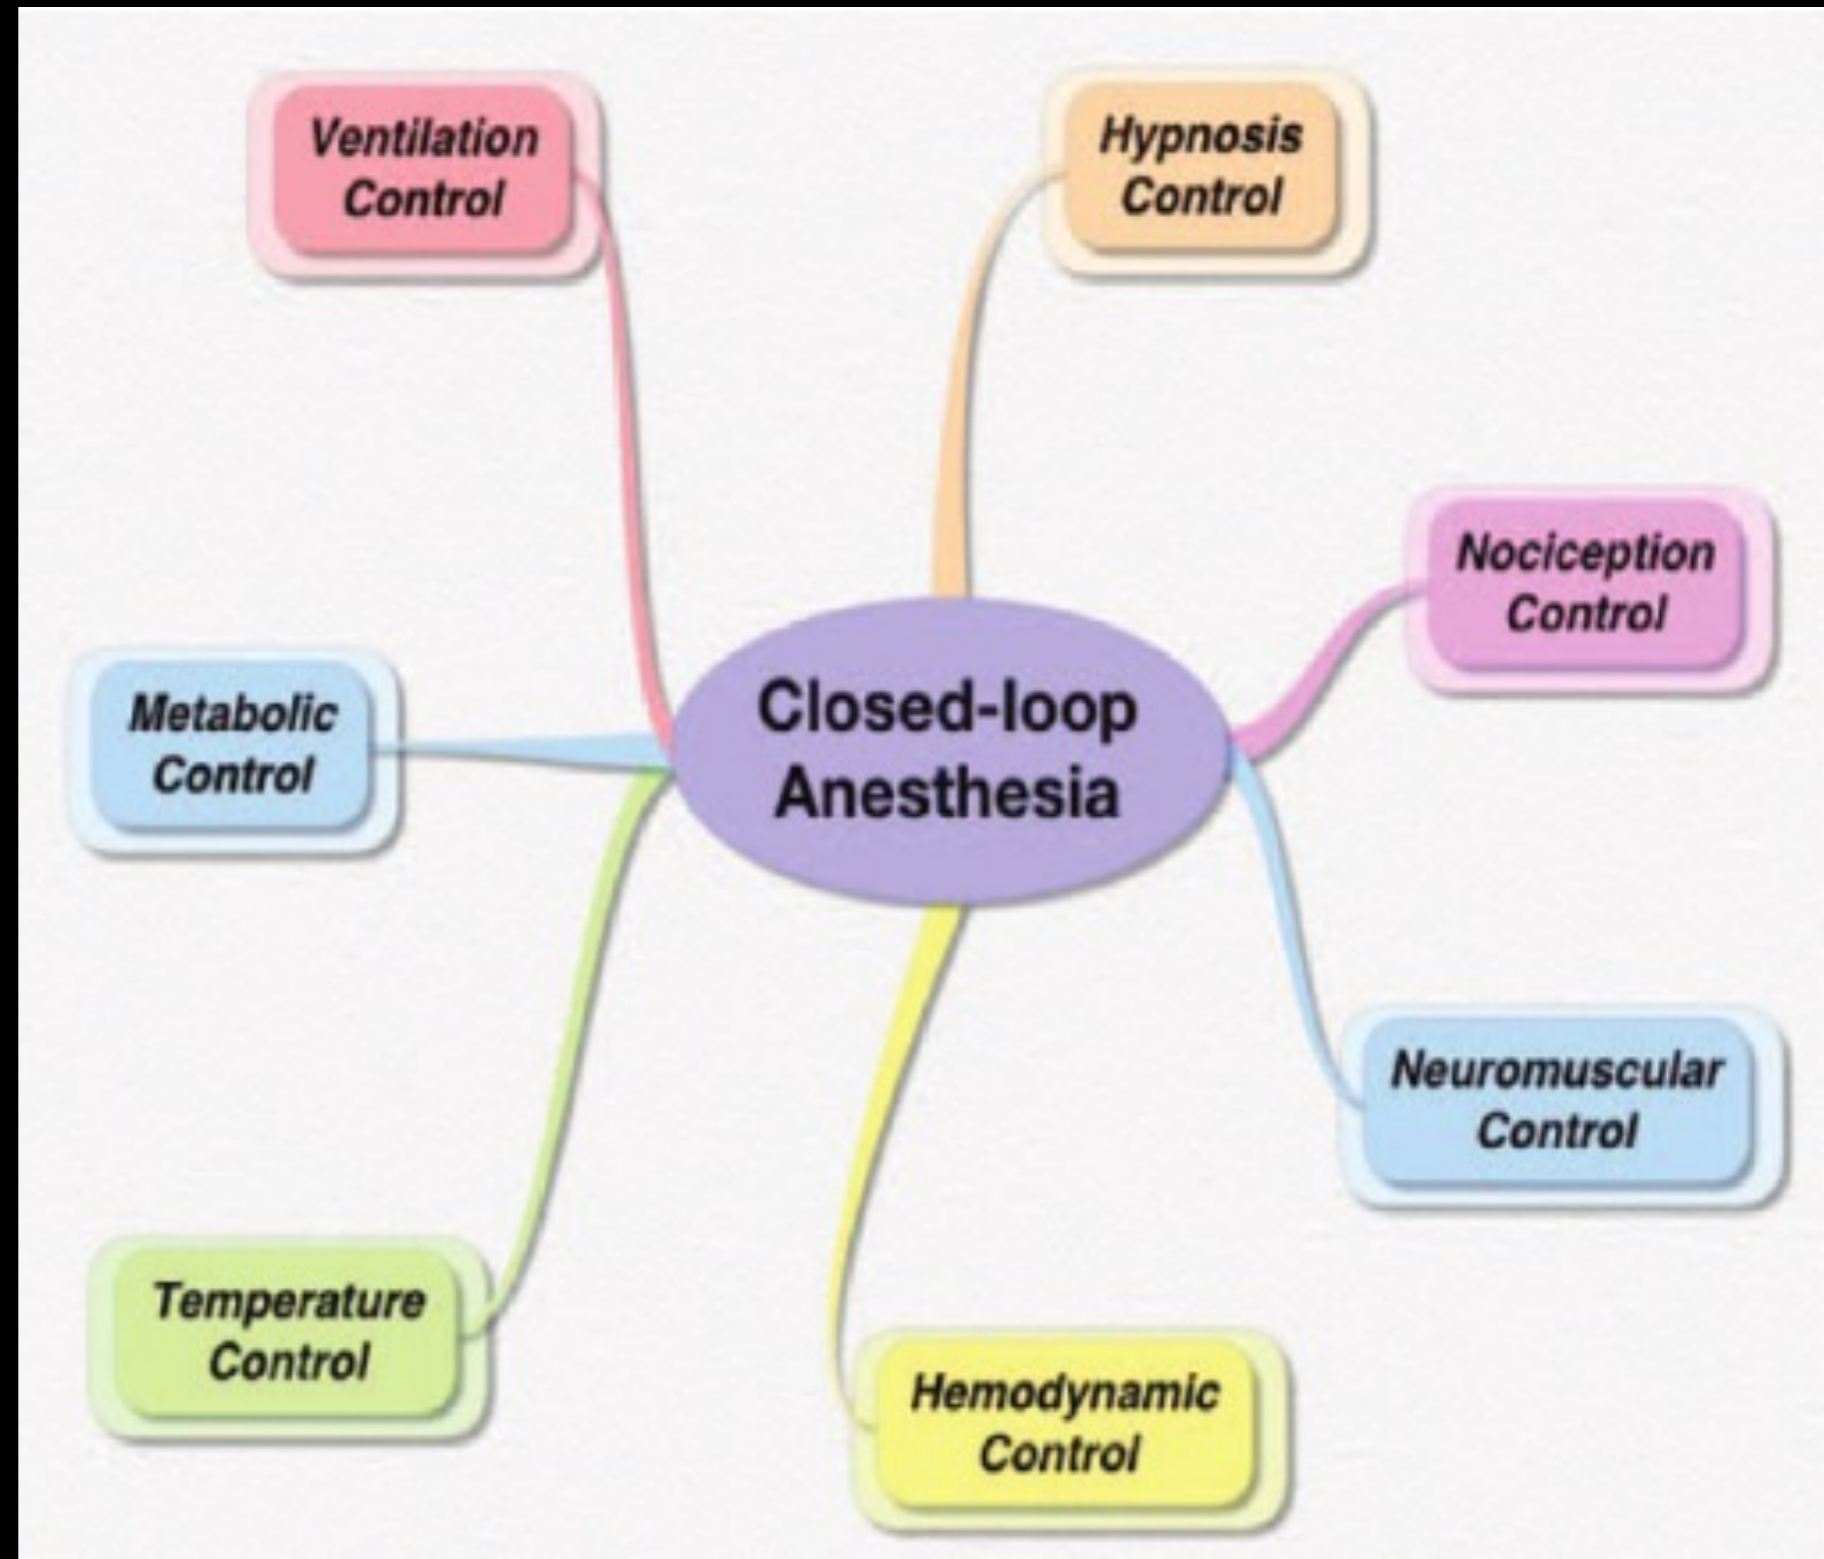 Ventilation
Control
Hypnosis
Control
Nociception
Control
Metabolic
Control
Closed-loop
Anesthesia
Neuromuscular
Control
Temperature
Control
Hemodynamic
Control